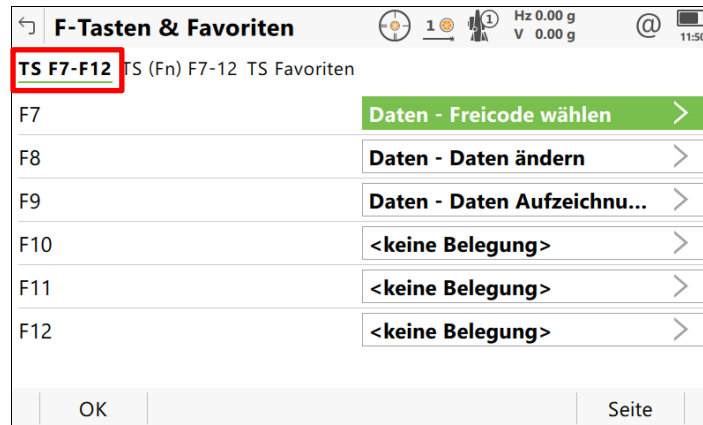 F-Tasten & Favoriten 1 1 Hz 0.00 g
V 0.00 g @ 11:50
TS F7-F12 TS (Fn) F7-12 TS Favoriten
F7 Daten - Freicode wählen
F8 Daten - Daten ändern
F9 Daten - Daten Aufzeichnu...
F10 <keine Belegung>
F11 <keine Belegung>
F12 <keine Belegung>
OK Seite